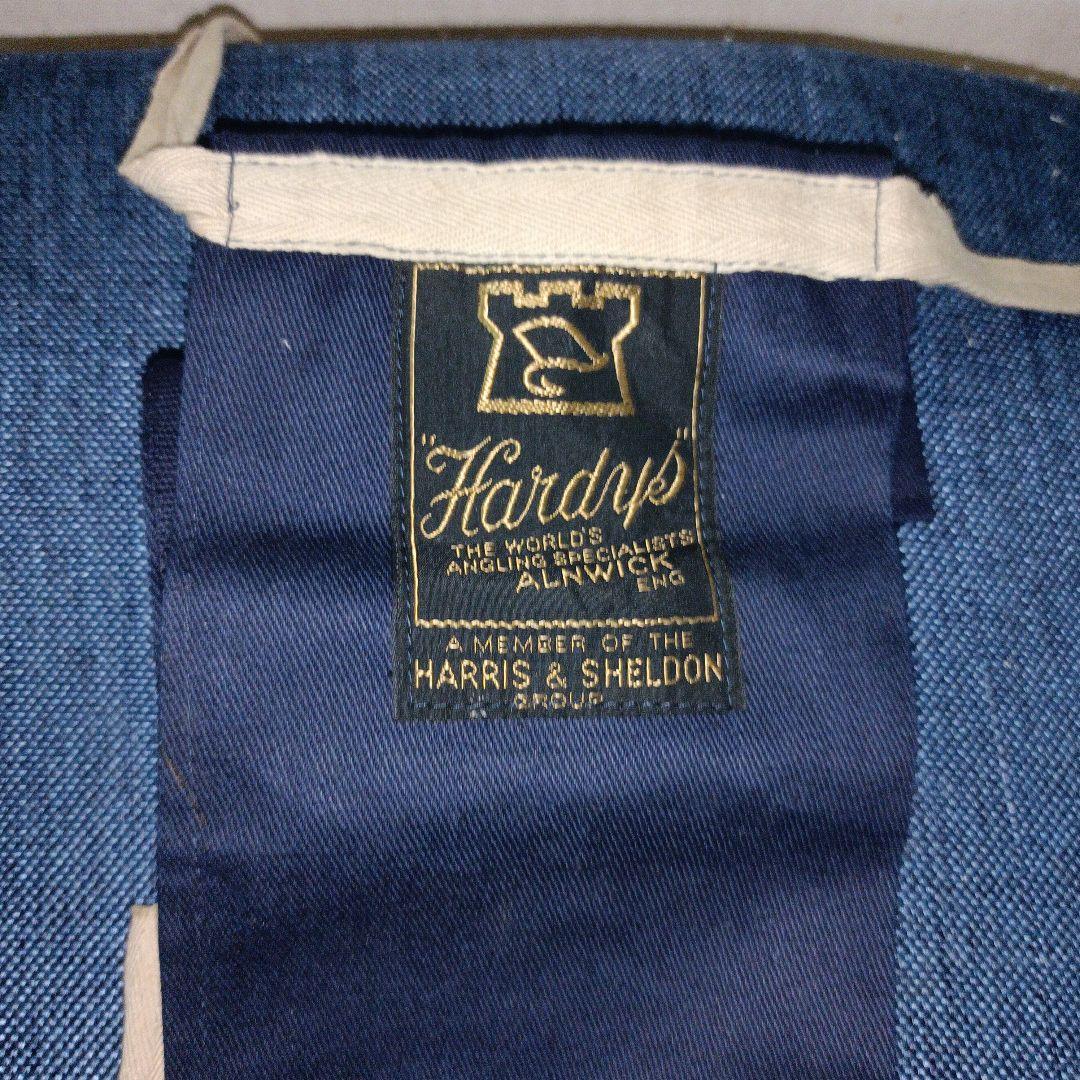 "Hardys"
THE WORLD'S
ANGLING SPECIALISTS
ALNWICK
ENG
A MEMBER OF THE
HARRIS & SHELDON
GROUP